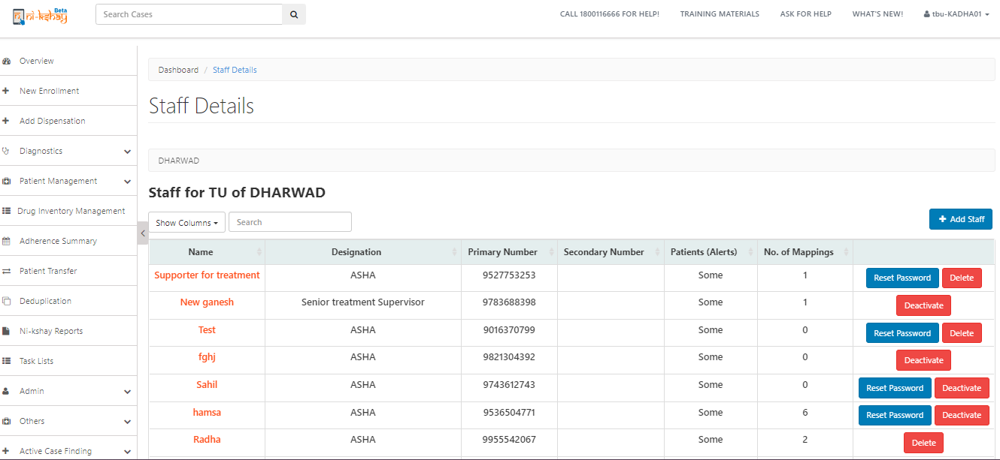 ni-kshay Beta
Search Cases
CALL 1800116666 FOR HELP! TRAINING MATERIALS ASK FOR HELP WHAT'S NEW! tbu-KADHA01
Overview
New Enrollment
Add Dispensation
Diagnostics
Patient Management
Drug Inventory Management
Adherence Summary
Patient Transfer
Deduplication
Ni-kshay Reports
Task Lists
Admin
Others
Active Case Finding
Dashboard / Staff Details
Staff Details
DHARWAD
Staff for TU of DHARWAD
Show Columns Search + Add Staff
Name Designation Primary Number Secondary Number Patients (Alerts) No. of Mappings
Supporter for treatment ASHA 9527753253 Some 1 Reset Password Delete
New ganesh Senior treatment Supervisor 9783688398 Some 1 Deactivate
Test ASHA 9016370799 Some 0 Reset Password Delete
fghj ASHA 9821304392 Some 0 Deactivate
Sahil ASHA 9743612743 Some 0 Reset Password Deactivate
hamsa ASHA 9536504771 Some 6 Reset Password Deactivate
Radha ASHA 9955542067 Some 2 Delete